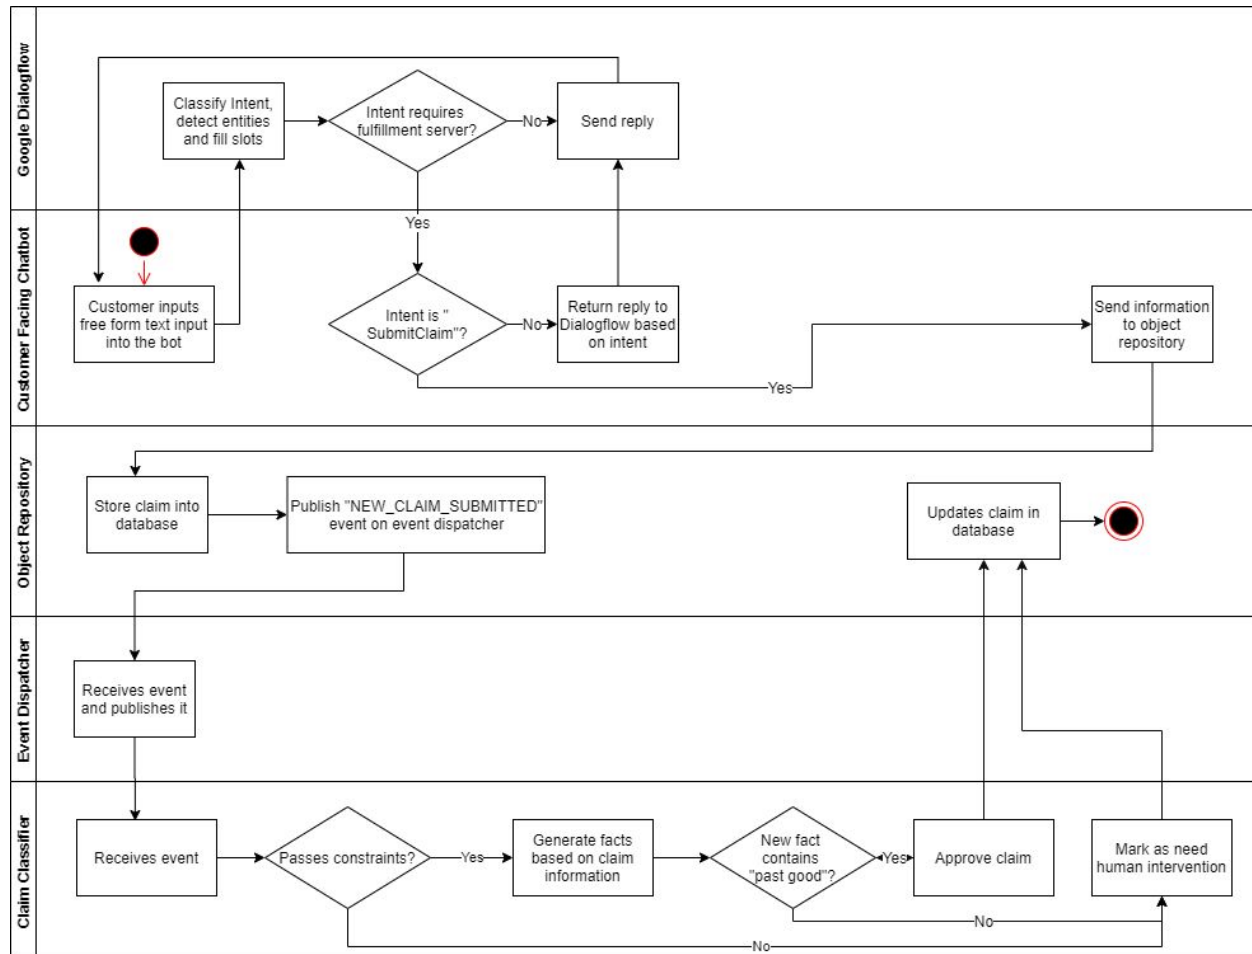 Google Dialogflow
Classify Intent,
detect entities
and fill slots
Intent requires
fulfillment server?
No
Send reply
Yes
Customer Facing Chatbot
Customer inputs
free form text input
into the bot
Intent is "
SubmitClaim"?
No
Return reply to
Dialogflow based
on intent
Yes
Send information
to object
repository
Object Repository
Store claim into
database
Publish "NEW_CLAIM_SUBMITTED"
event on event dispatcher
Updates claim in
database
Event Dispatcher
Receives event
and publishes it
Claim Classifier
Receives event
Passes constraints?
Yes
Generate facts
based on claim
information
New fact
contains
"past good"?
Yes
Approve claim
Mark as need
human intervention
No
No